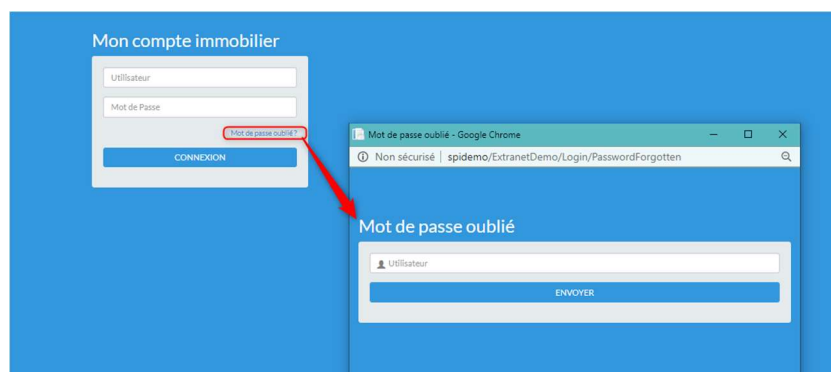 Mon compte immobilier
Utilisateur
Mot de Passe
Mot de passe oublié ?
CONNEXION
Mot de passe oublié - Google Chrome
Non sécurisé | spidemo/ExtranetDemo/Login/PasswordForgotten
Mot de passe oublié
Utilisateur
ENVOYER